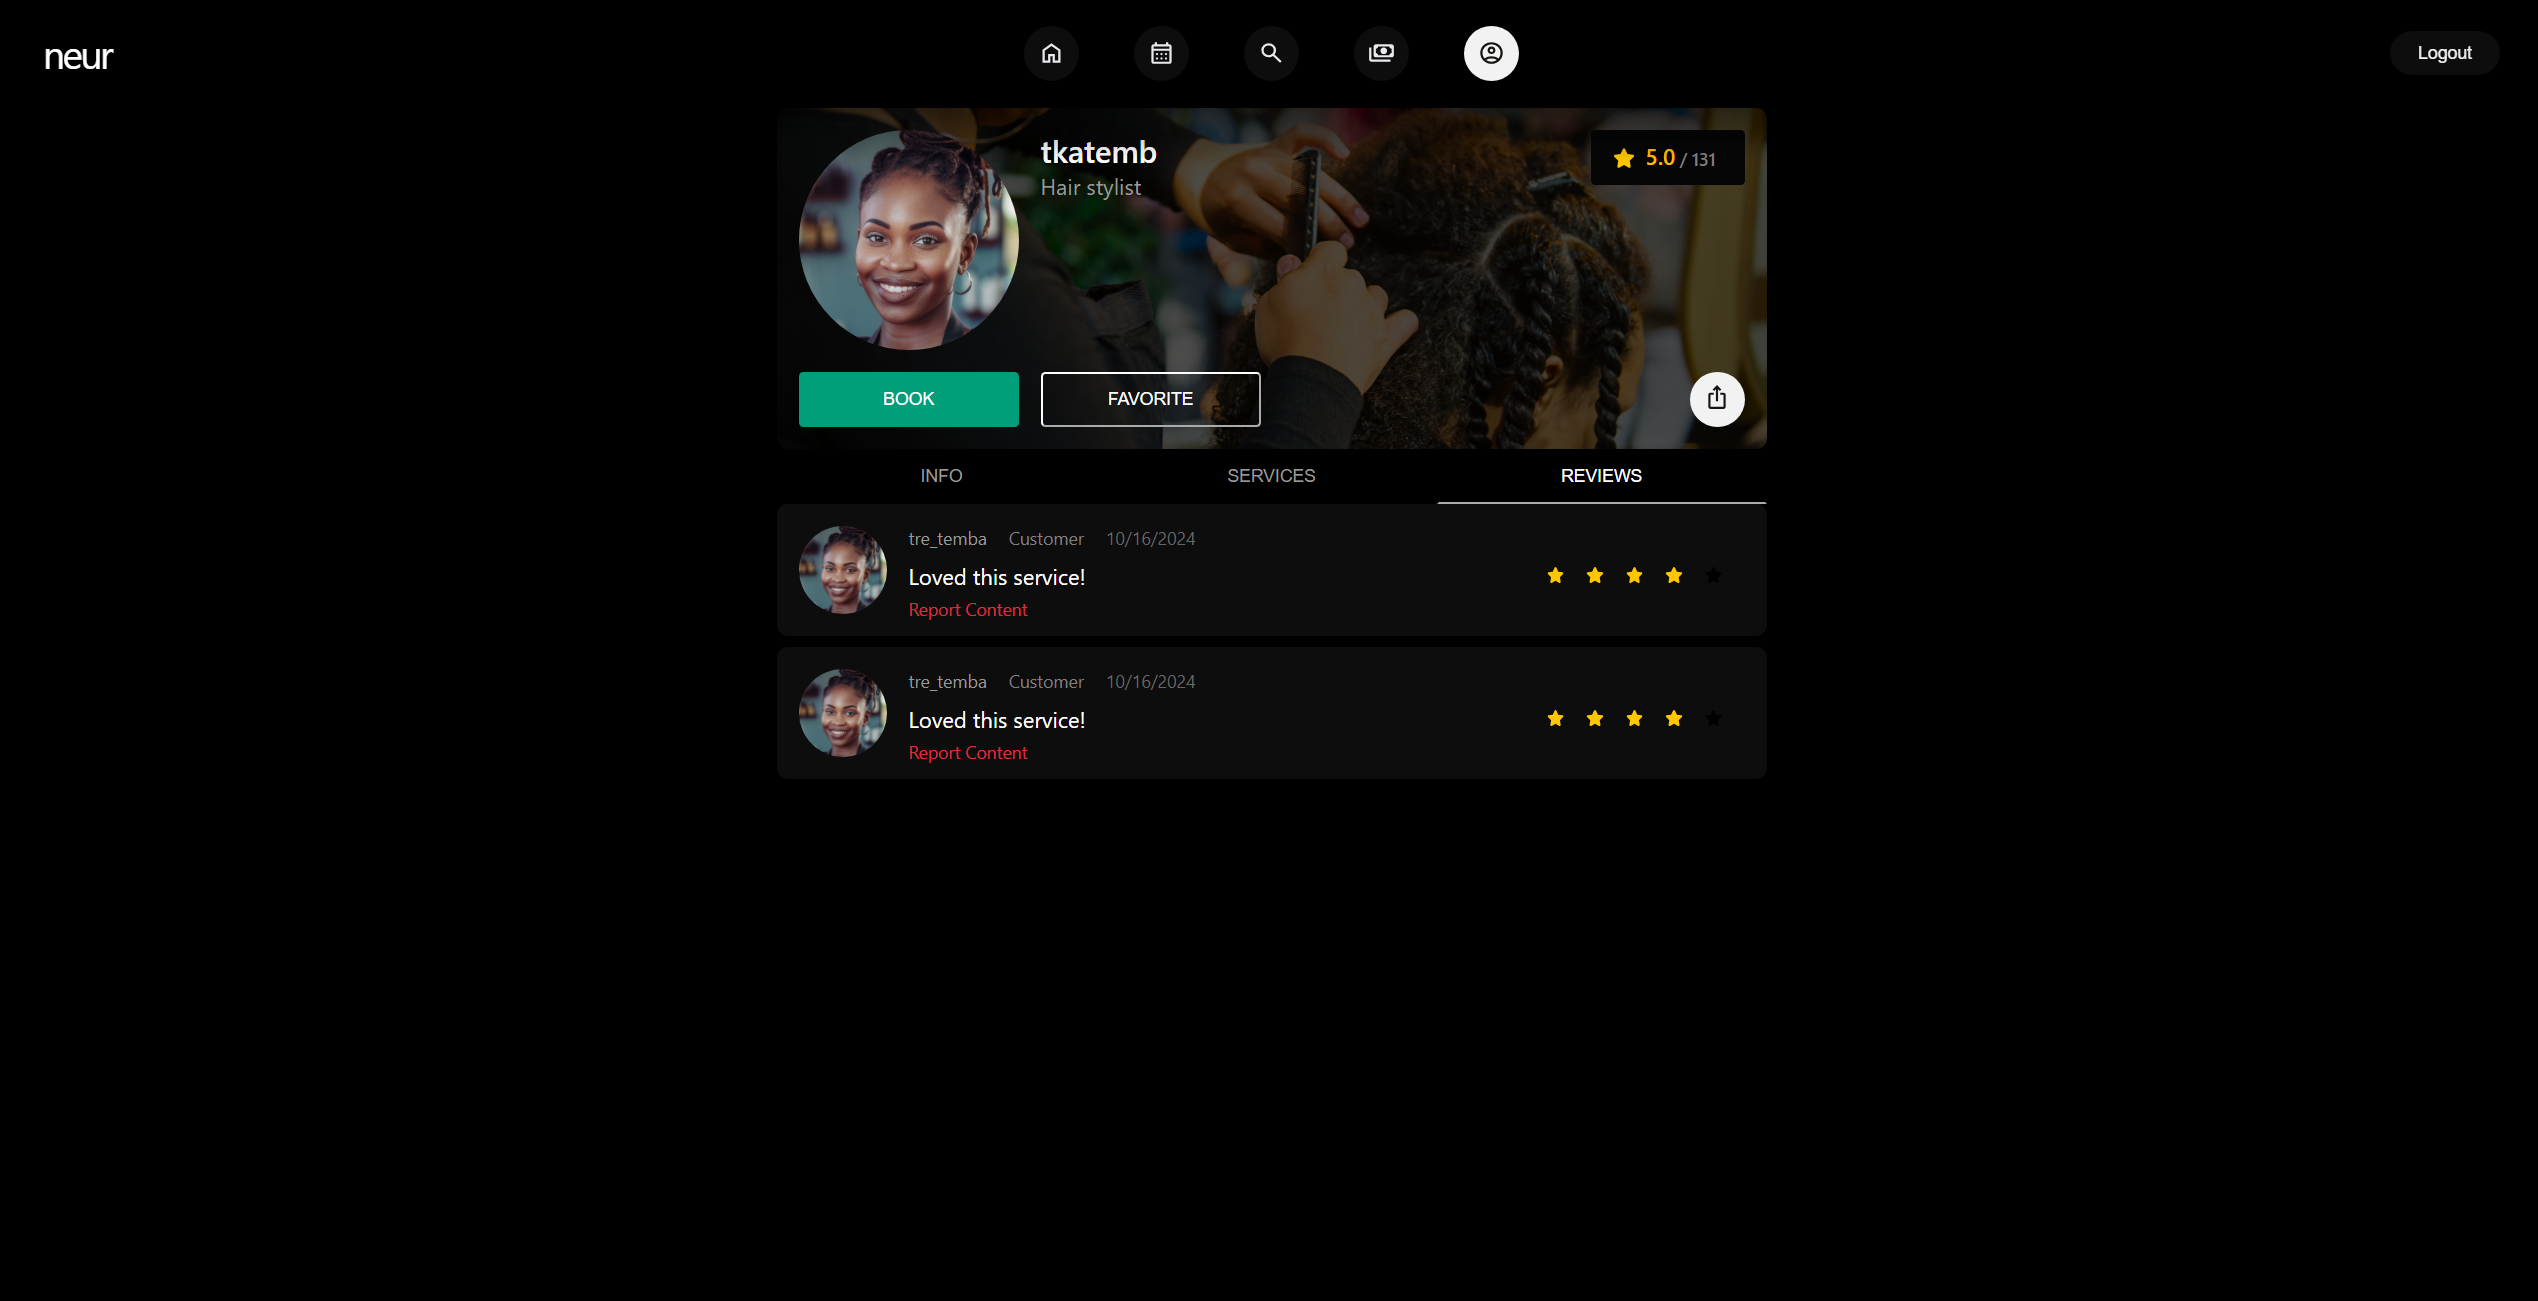 neur
Logout
tkatemb
Hair stylist
5.0 / 131
BOOK
FAVORITE
INFO
SERVICES
REVIEWS
tre_temba Customer 10/16/2024
Loved this service!
Report Content
tre_temba Customer 10/16/2024
Loved this service!
Report Content